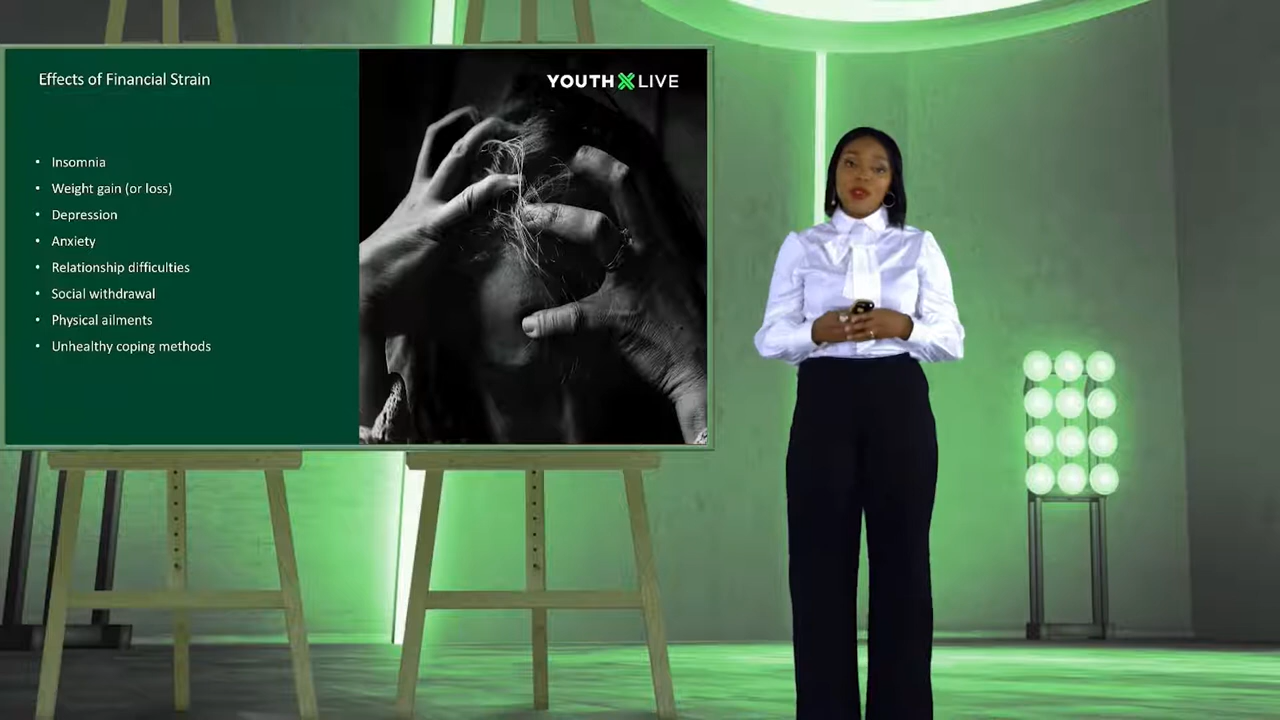 Effects of Financial Strain
YOUTH X LIVE
• Insomnia
• Weight gain (or loss)
• Depression
• Anxiety
• Relationship difficulties
• Social withdrawal
• Physical ailments
• Unhealthy coping methods